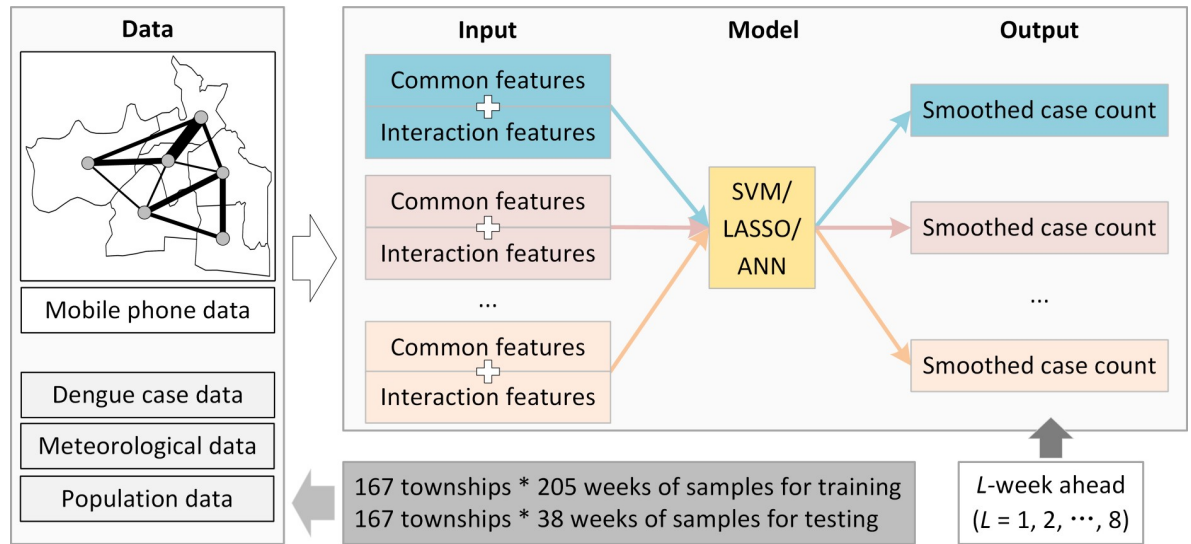 Data
Mobile phone data
Dengue case data
Meteorological data
Population data
Input
Model
Output
Common features
Interaction features
Common features
Interaction features
...
Common features
Interaction features
SVM/
LASSO/
ANN
Smoothed case count
Smoothed case count
...
Smoothed case count
167 townships * 205 weeks of samples for training
167 townships * 38 weeks of samples for testing
L-week ahead
(L = 1, 2, ⋯, 8)